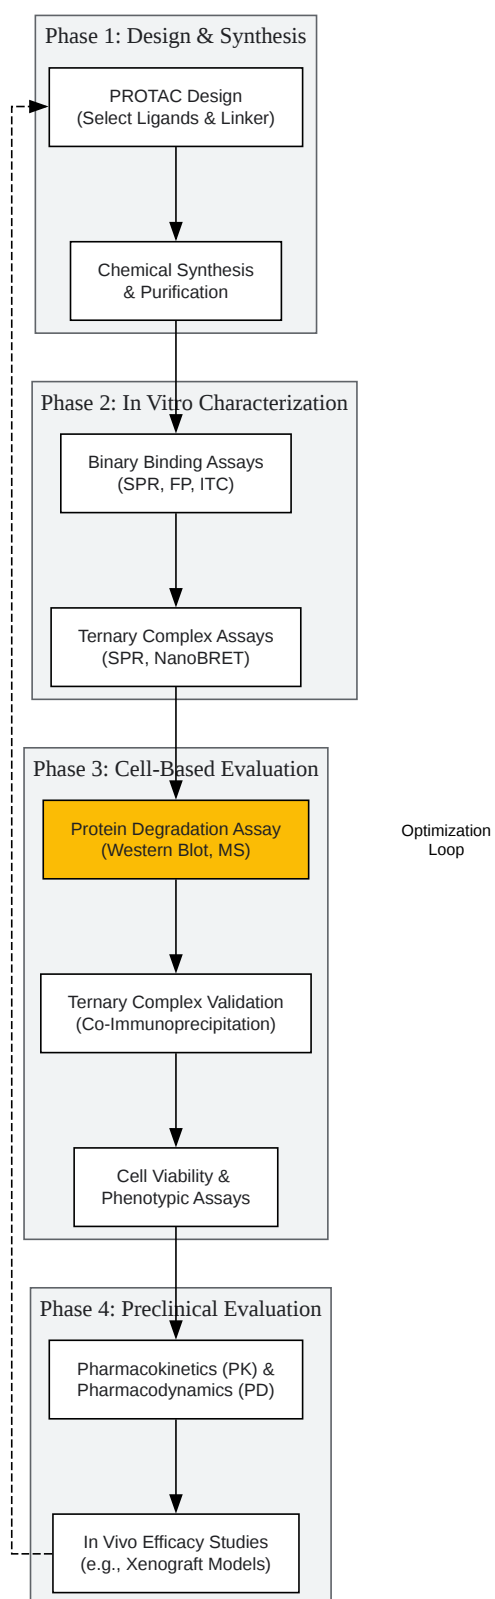 Phase 1: Design & Synthesis
PROTAC Design
(Select Ligands & Linker)
Chemical Synthesis
& Purification
Phase 2: In Vitro Characterization
Binary Binding Assays
(SPR, FP, ITC)
Ternary Complex Assays
(SPR, NanoBRET)
Phase 3: Cell-Based Evaluation
Protein Degradation Assay
(Western Blot, MS)
Optimization
Loop
Ternary Complex Validation
(Co-Immunoprecipitation)
Cell Viability &
Phenotypic Assays
Phase 4: Preclinical Evaluation
Pharmacokinetics (PK) &
Pharmacodynamics (PD)
In Vivo Efficacy Studies
(e.g., Xenograft Models)